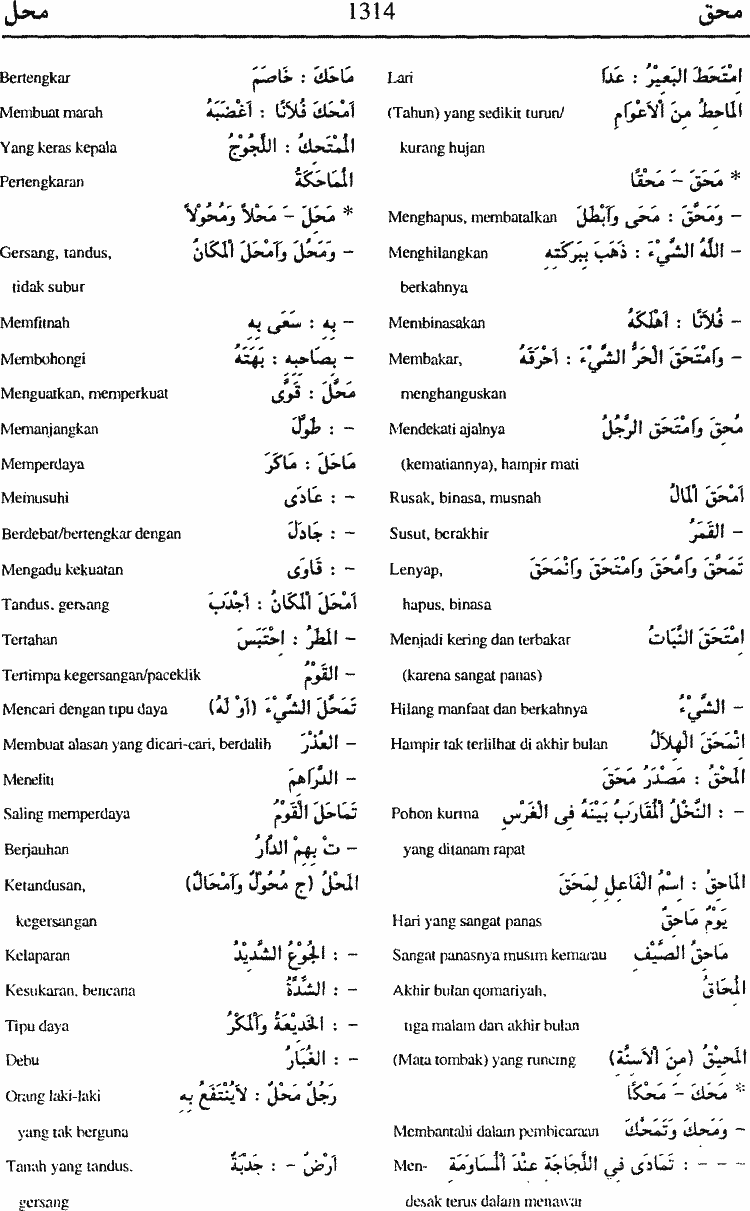 محق 1314 محل
امْتَحَطَ الْبَعِيْرُ : عَدَا Lari
الْمَاحِطُ مِنَ الْأَعْوَامِ (Tahun) yang sedikit turun/
kurang hujan
* مَحَقَ – مَحْقًا
– وَمَحَّقَ : مَحَى وَأَبْطَلَ Menghapus, membatalkan
– اللهُ الشَّيْءَ : ذَهَبَ بِبَرَكَتِهِ Menghilangkan
berkahnya
– فُلَانًا : أَهْلَكَهُ Membinasakan
– وَامْتَحَقَ الْحَرُّ الشَّيْءَ : أَحْرَقَهُ Membakar,
menghanguskan
مُحِقَ وَامْتَحَقَ الرَّجُلُ Mendekati ajalnya
(kematiannya), hampir mati
أَمْحَقَ الْمَالُ Rusak, binasa, musnah
– الْقَمَرُ Susut, berakhir
تَمَحَّقَ وَامَّحَقَ وَامْتَحَقَ وَانْمَحَقَ Lenyap,
hapus, binasa
امْتَحَقَ النَّبَاتُ Menjadi kering dan terbakar
(karena sangat panas)
– الشَّيْءُ Hilang manfaat dan berkahnya
انْمَحَقَ الْهِلَالُ Hampir tak terlilhat di akhir bulan
الْمَحْقُ : مَصْدَرُ مَحَقَ
– : النَّخْلُ الْمُقَارَبُ بَيْنَهُ فِى الْغَرْسِ Pohon kurma
yang ditanam rapat
الْمَاحِقُ : اسْمُ الْفَاعِلِ لِمَحَقَ
يَوْمٌ مَاحِقٌ Hari yang sangat panas
مَاحِقُ الصَّيْفِ Sangat panasnya musim kemarau
الْمُحَاقُ Akhir bulan qomariyah,
tiga malam dari akhir bulan
الْمَحِيْقُ (مِنَ الْأَسِنَّةِ) (Mata tombak) yang runcing
* مَحَكَ – مَحْكًا
– وَمَحِكَ وَتَمَحَّكَ Membantahi dalam pembicaraan
– – – : تَمَادَى فِي اللَّجَاجَةِ عِنْدَ الْمُسَاوَمَةِ Men-
desak terus dalam menawar
مَاحَكَ : خَاصَمَ Bertengkar
أَمْحَكَ فُلَانًا : أَغْضَبَهُ Membuat marah
الْمُتَمَحِّكُ : اللَّجُوْجُ Yang keras kepala
الْمُمَاحَكَةُ Pertengkaran
* مَحَلَ – مَحْلًا وَمُحُوْلًا
– وَمَحُلَ وَأَمْحَلَ الْمَكَانُ Gersang, tandus,
tidak subur
– بِهِ : سَعَى بِهِ Memfitnah
– بِصَاحِبِهِ : بَهَتَهُ Membohongi
مَحَّلَ : قَوَّى Menguatkan, memperkuat
– : طَوَّلَ Memanjangkan
مَاحَلَ : مَاكَرَ Memperdaya
– : عَادَى Memusuhi
– : جَادَلَ Berdebat/bertengkar dengan
– : قَاوَى Mengadu kekuatan
أَمْحَلَ الْمَكَانُ : أَجْدَبَ Tandus, gersang
– الْمَطَرُ : احْتَبَسَ Tertahan
– الْقَوْمُ Tertimpa kegersangan/paceklik
تَمَحَّلَ الشَّيْءَ (أَوْ لَهُ) Mencari dengan tipu daya
– الْعُذْرَ Membuat alasan yang dicari-cari, berdalih
– الدَّرَاهِمَ Meneliti
تَمَاحَلَ الْقَوْمُ Saling memperdaya
– تْ بِهِمُ الدَّارُ Berjauhan
الْمَحْلُ (ج مُحُوْلٌ وَأَمْحَالٌ) Ketandusan,
kegersangan
– : الْجُوْعُ الشَّدِيْدُ Kelaparan
– : الشِّدَّةُ Kesukaran, bencana
– : الْخَدِيْعَةُ وَالْمَكْرُ Tipu daya
– : الْغُبَارُ Debu
رَجُلٌ مَحْلٌ : لَايُنْتَفَعُ بِهِ Orang laki-laki
yang tak berguna
أَرْضٌ – : جَدْبَةٌ Tanah yang tandus,
gersang